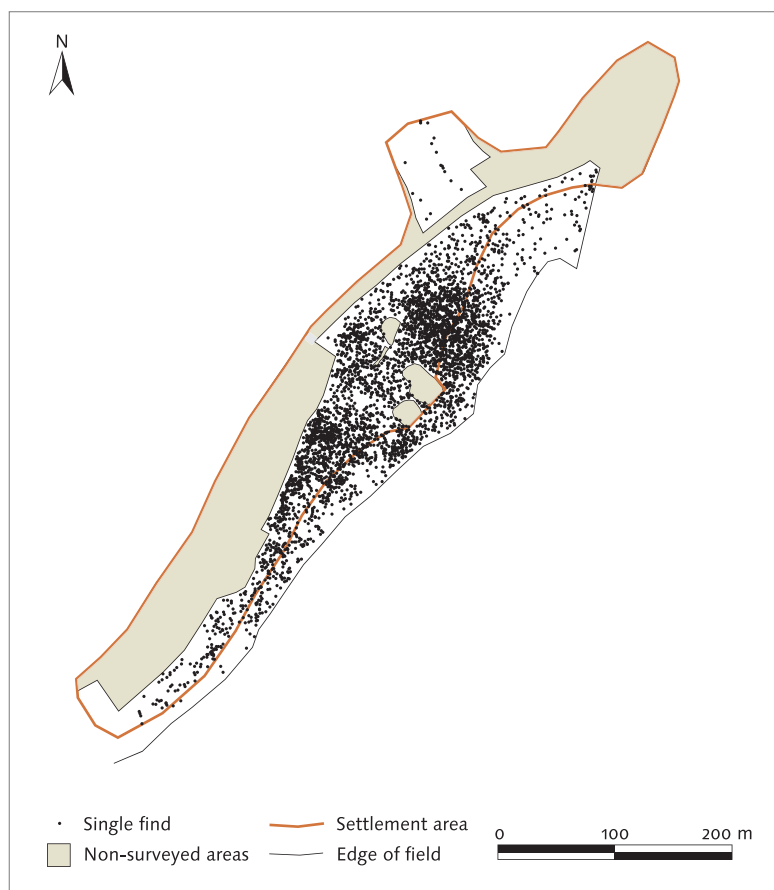 N
Single find
Settlement area
Non-surveyed areas
Edge of field
0 100 200 m